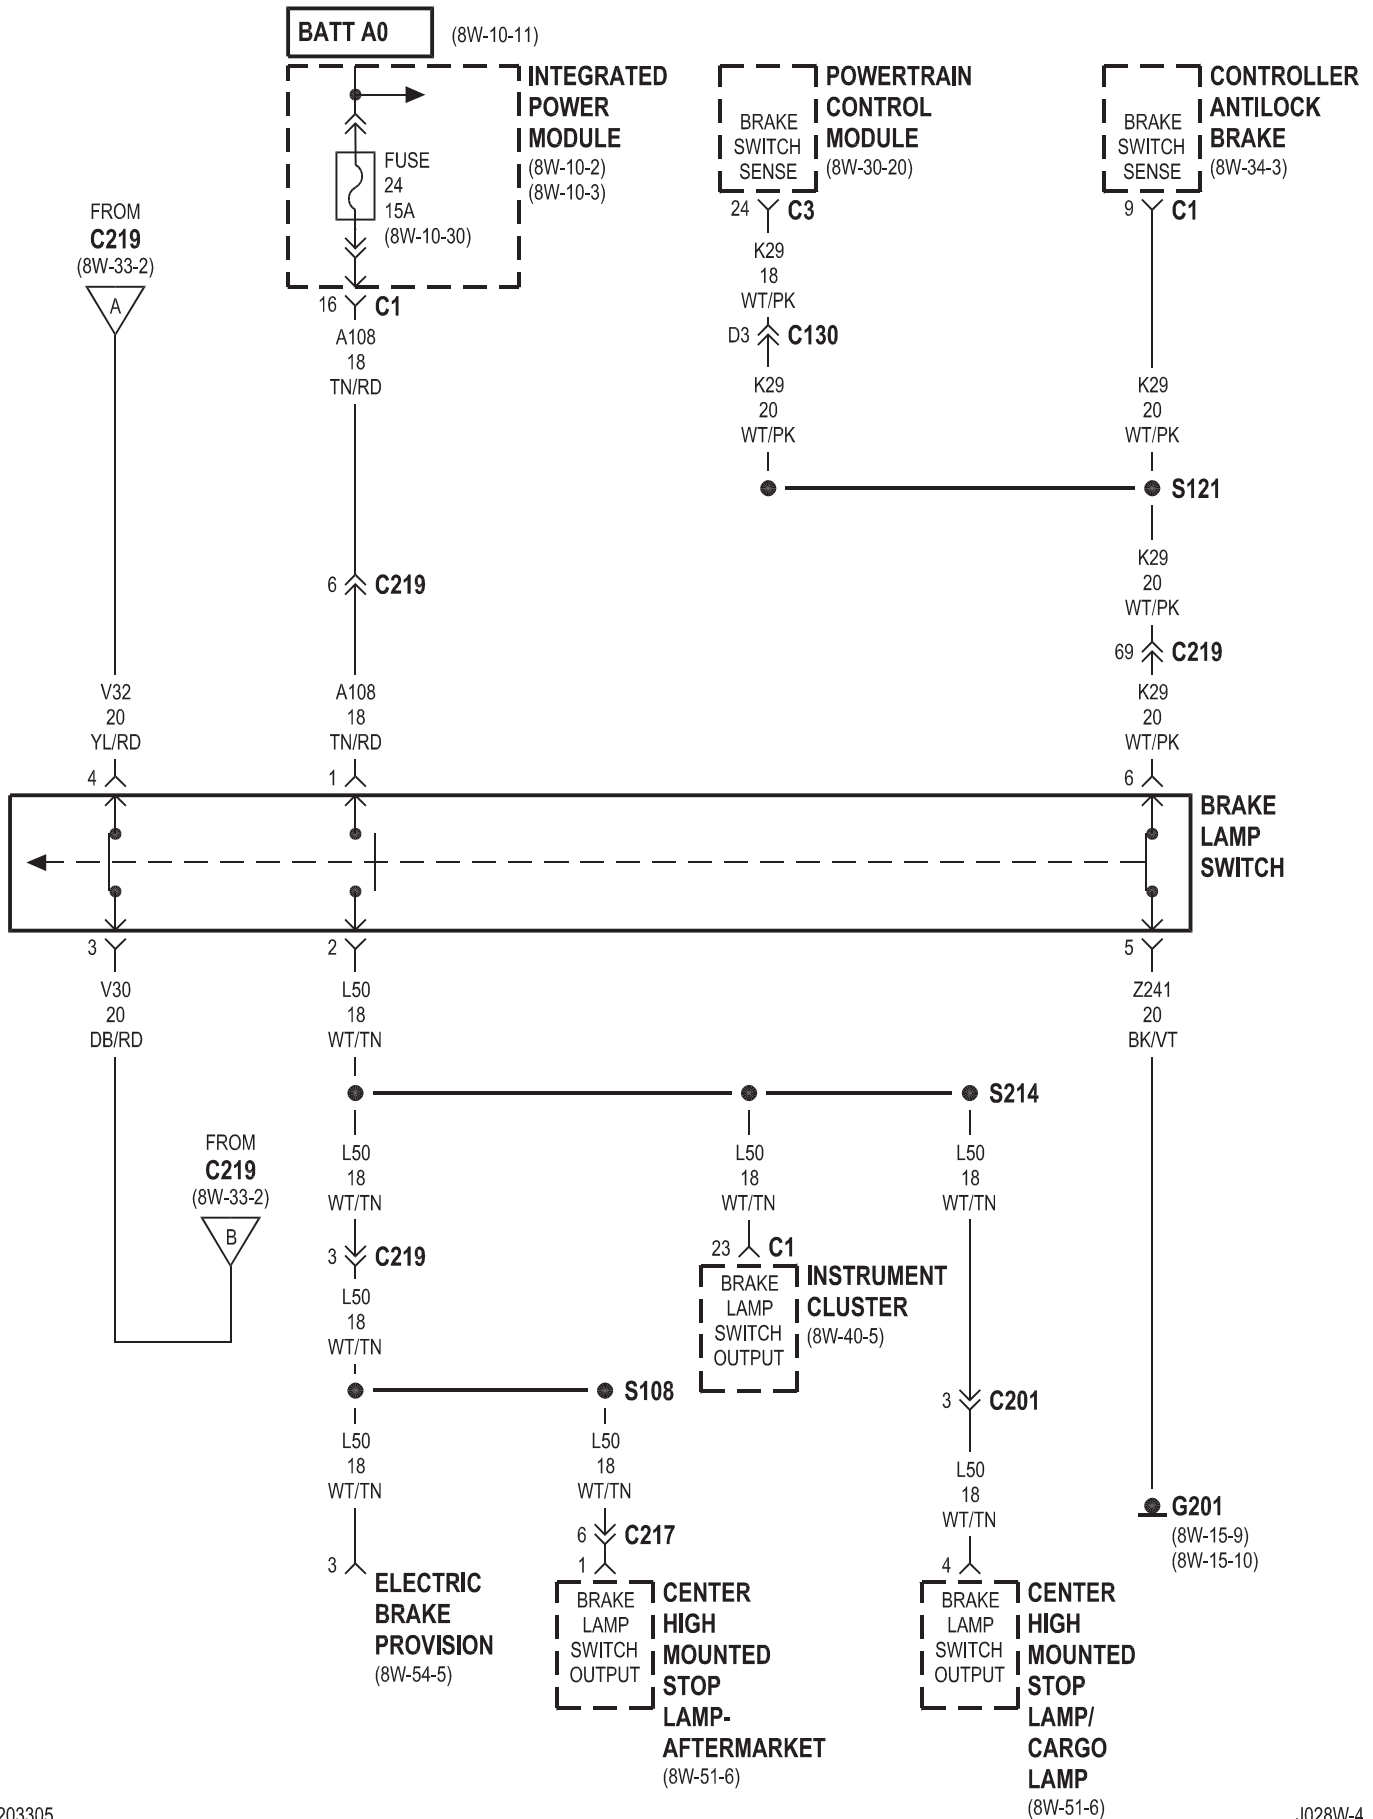 BATT A0
(8W-10-11)
INTEGRATED
POWER
MODULE
(8W-10-2)
(8W-10-3)
FUSE
24
15A
(8W-10-30)
16
C1
A108
18
TN/RD
6
C219
A108
18
TN/RD
1
POWERTRAIN
CONTROL
MODULE
(8W-30-20)
BRAKE
SWITCH
SENSE
24
C3
K29
18
WT/PK
D3
C130
K29
20
WT/PK
CONTROLLER
ANTILOCK
BRAKE
(8W-34-3)
BRAKE
SWITCH
SENSE
9
C1
K29
20
WT/PK
S121
K29
20
WT/PK
69
C219
K29
20
WT/PK
6
FROM
C219
(8W-33-2)
A
V32
20
YL/RD
4
BRAKE
LAMP
SWITCH
3
V30
20
DB/RD
FROM
C219
(8W-33-2)
B
2
L50
18
WT/TN
S214
L50
18
WT/TN
3
C219
L50
18
WT/TN
S108
L50
18
WT/TN
3
ELECTRIC
BRAKE
PROVISION
(8W-54-5)
L50
18
WT/TN
6
C217
1
BRAKE
LAMP
SWITCH
OUTPUT
CENTER
HIGH
MOUNTED
STOP
LAMP-
AFTERMARKET
(8W-51-6)
L50
18
WT/TN
23
C1
BRAKE
LAMP
SWITCH
OUTPUT
INSTRUMENT
CLUSTER
(8W-40-5)
L50
18
WT/TN
3
C201
L50
18
WT/TN
4
BRAKE
LAMP
SWITCH
OUTPUT
CENTER
HIGH
MOUNTED
STOP
LAMP/
CARGO
LAMP
(8W-51-6)
5
Z241
20
BK/VT
G201
(8W-15-9)
(8W-15-10)
203305
J028W-4